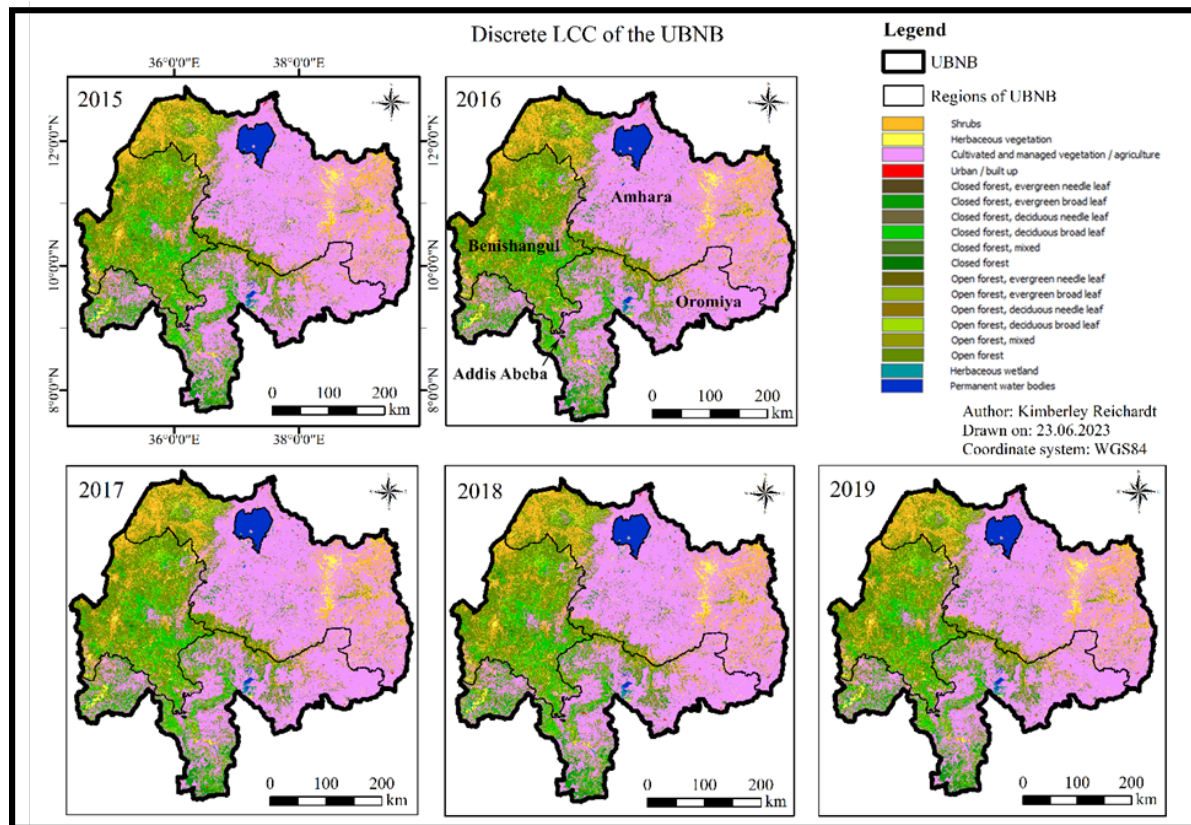 Discrete LCC of the UBNB
36°0'0"E
38°0'0"E
2015
12°0'0"N
10°0'0"N
8°0'0"N
0
100
200
km
36°0'0"E
38°0'0"E
2016
12°0'0"N
10°0'0"N
8°0'0"N
Amhara
Benishangul
Oromiya
Addis Abeba
0
100
200
km
Legend
UBNB
Regions of UBNB
Shrubs
Herbaceous vegetation
Cultivated and managed vegetation / agriculture
Urban / built up
Closed forest, evergreen needle leaf
Closed forest, evergreen broad leaf
Closed forest, deciduous needle leaf
Closed forest, deciduous broad leaf
Closed forest, mixed
Closed forest
Open forest, evergreen needle leaf
Open forest, evergreen broad leaf
Open forest, deciduous needle leaf
Open forest, deciduous broad leaf
Open forest, mixed
Open forest
Herbaceous wetland
Permanent water bodies
Author: Kimberley Reichardt
Drawn on: 23.06.2023
Coordinate system: WGS84
2017
0
100
200
km
2018
0
100
200
km
2019
0
100
200
km